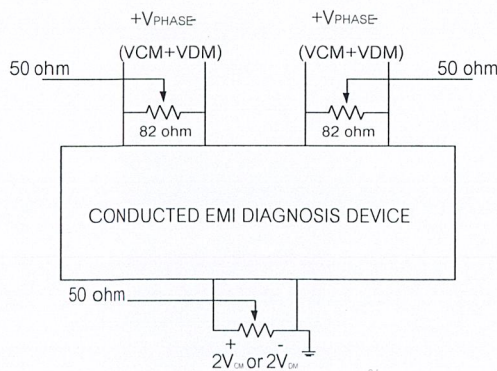 +VPHASE-
+VPHASE-
(VCM+VDM)
(VCM+VDM)
50 ohm
50 ohm
82 ohm
82 ohm
CONDUCTED EMI DIAGNOSIS DEVICE
50 ohm
+ -
2VCM or 2VDM